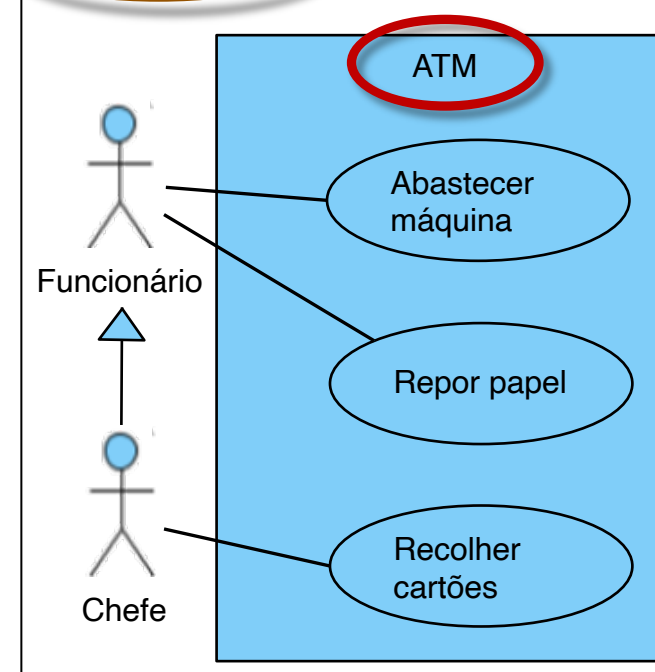 ATM
Abastecer
máquina
Funcionário
Repor papel
Recolher
cartões
Chefe